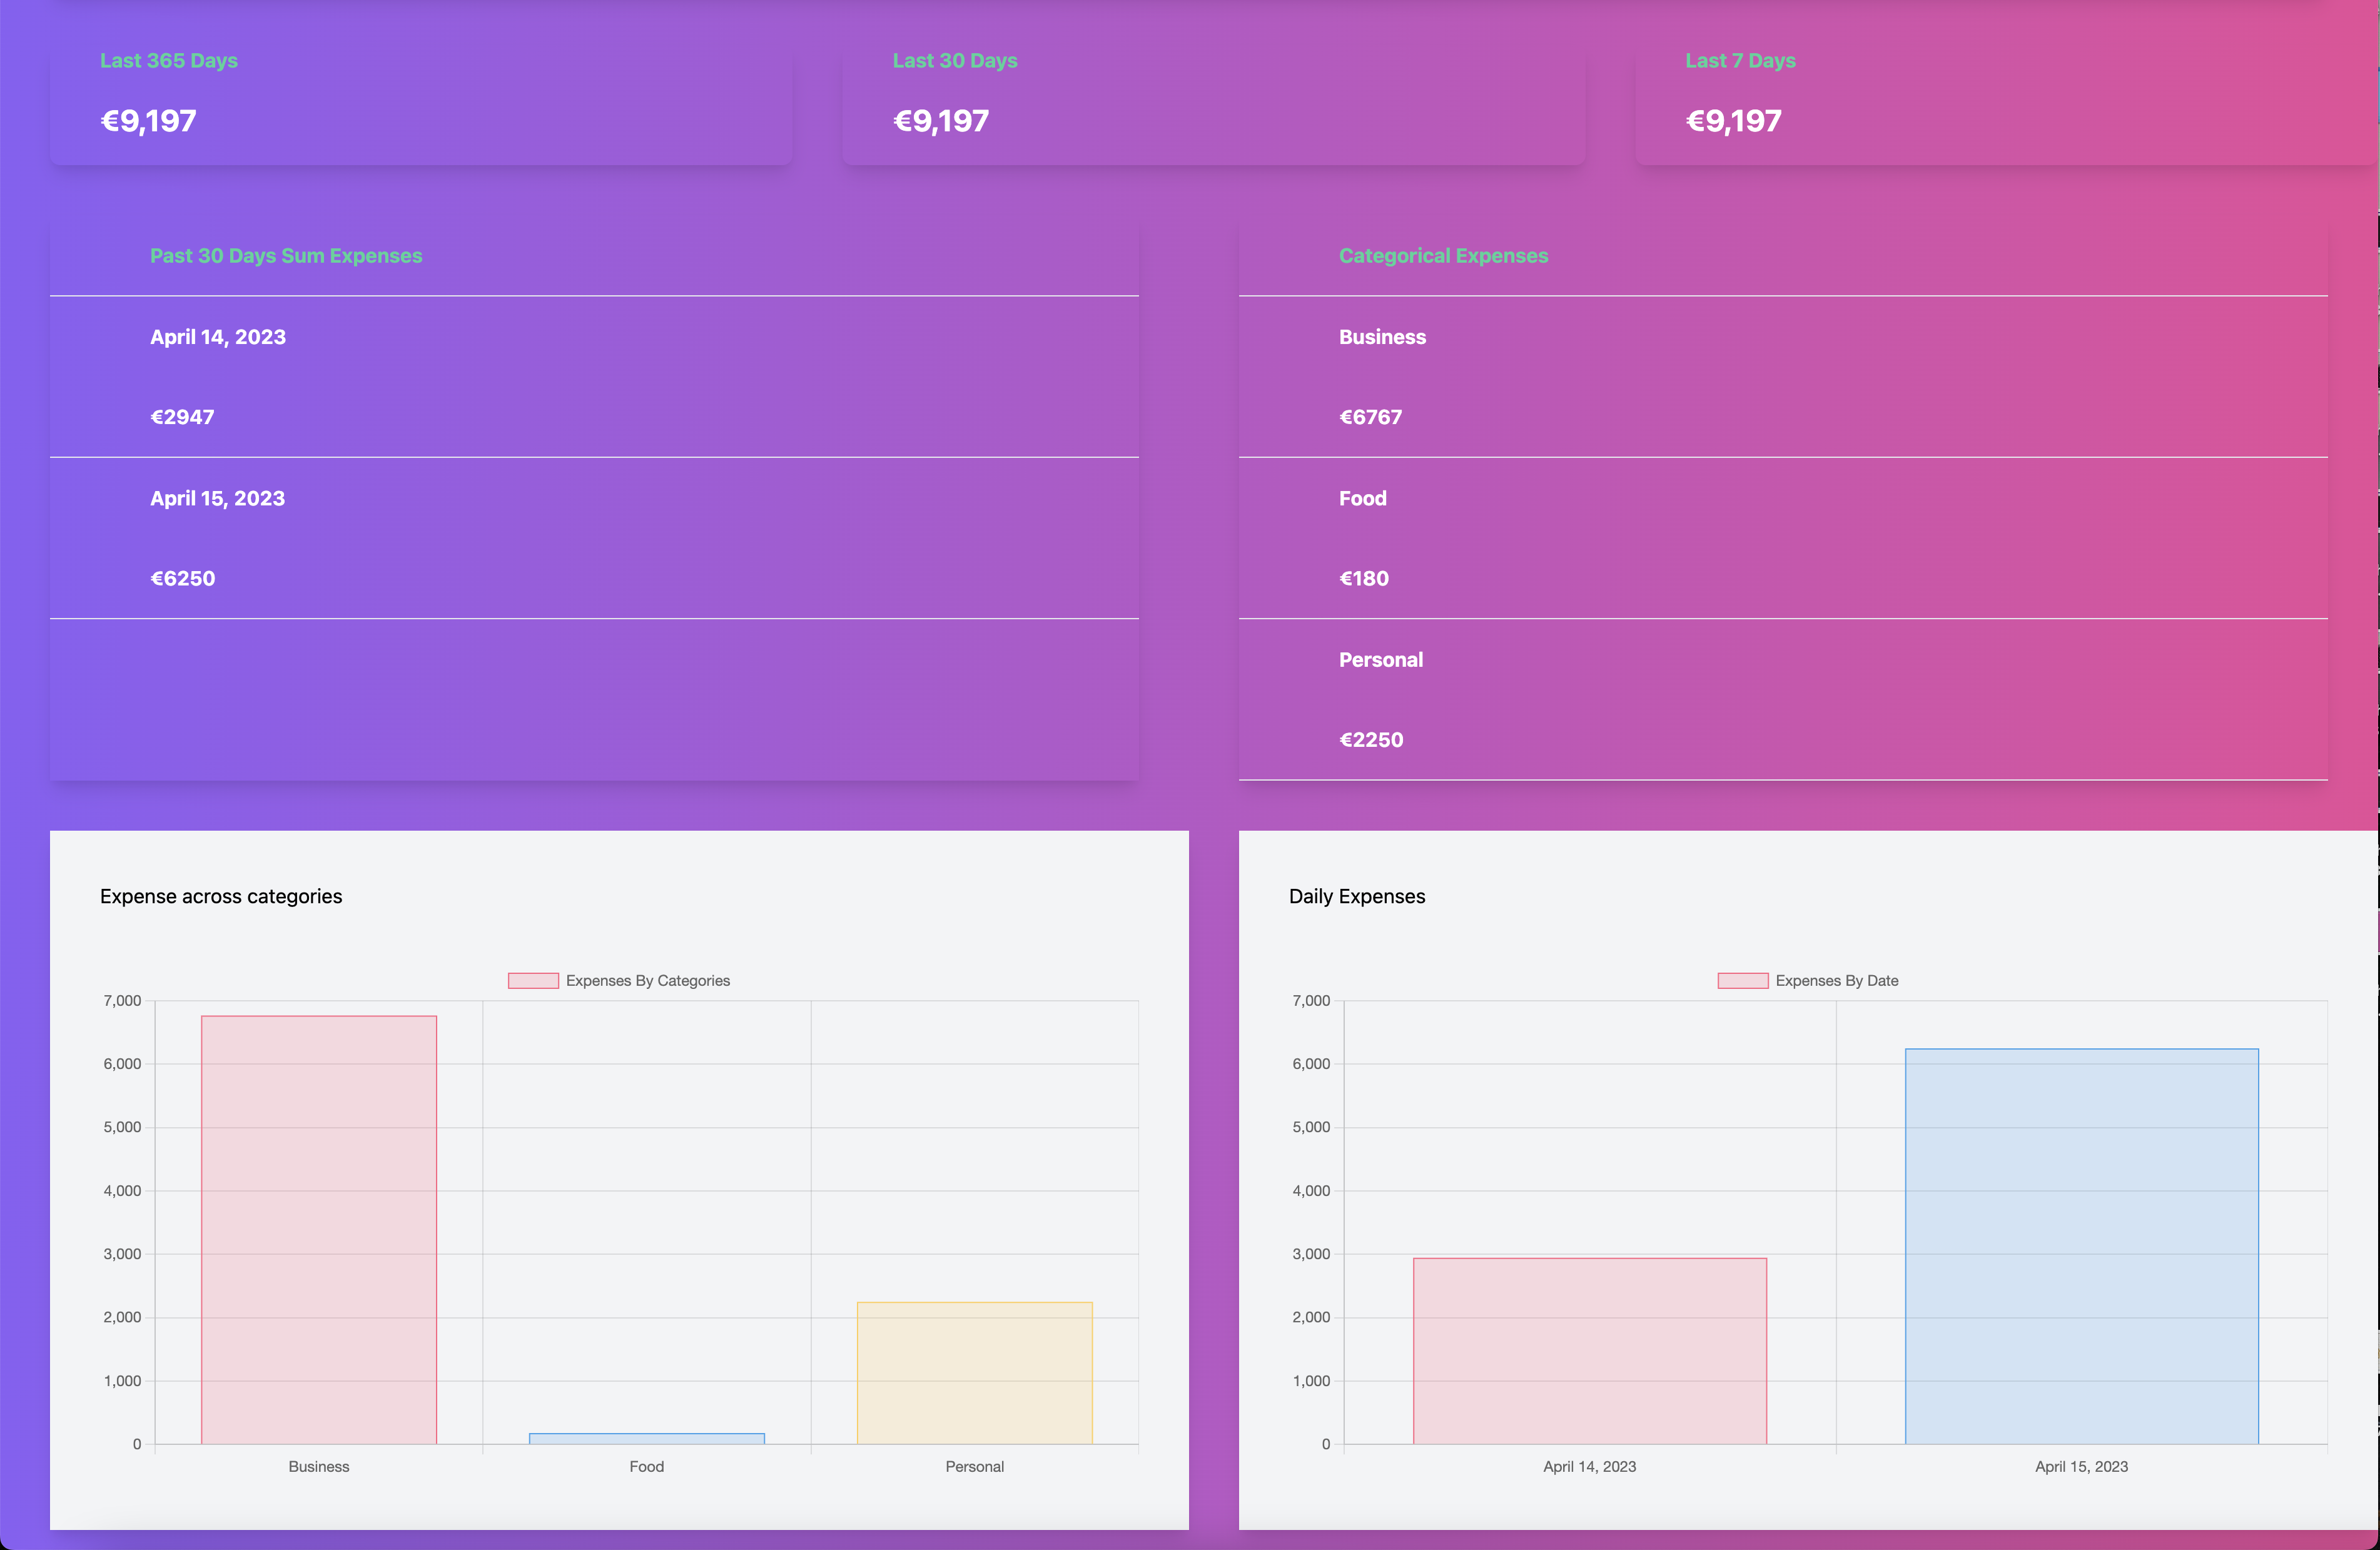 Last 365 Days
€9,197
Last 30 Days
€9,197
Last 7 Days
€9,197
Past 30 Days Sum Expenses
April 14, 2023
€2947
April 15, 2023
€6250
Categorical Expenses
Business
€6767
Food
€180
Personal
€2250
Expense across categories
Expenses By Categories
7,000
6,000
5,000
4,000
3,000
2,000
1,000
0
Business
Food
Personal
Daily Expenses
Expenses By Date
7,000
6,000
5,000
4,000
3,000
2,000
1,000
0
April 14, 2023
April 15, 2023